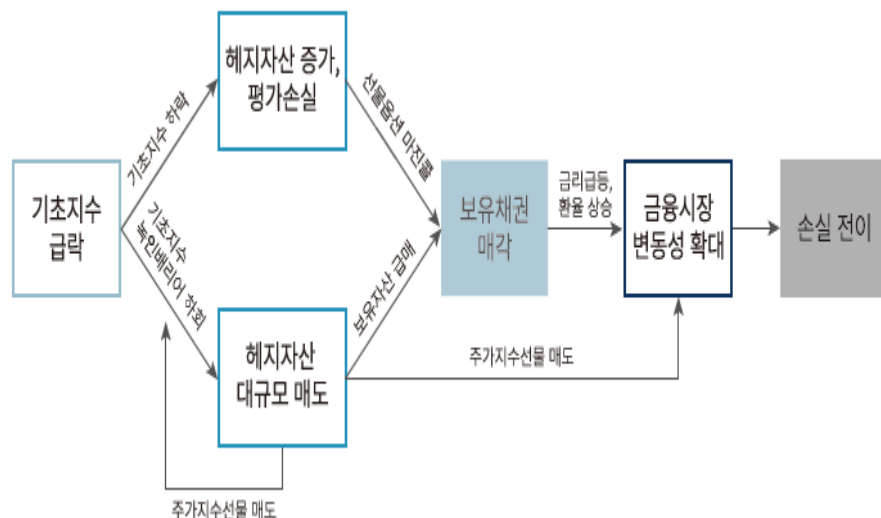 헤지자산 증가,
평가손실
기초지수 하락
선물옵션 마진콜
기초지수
급락
기초지수
녹인배리어 하회
보유채권
매각
금리급등,
환율 상승
금융시장
변동성 확대
손실 전이
보유자산 급매
헤지자산
대규모 매도
주가지수선물 매도
주가지수선물 매도